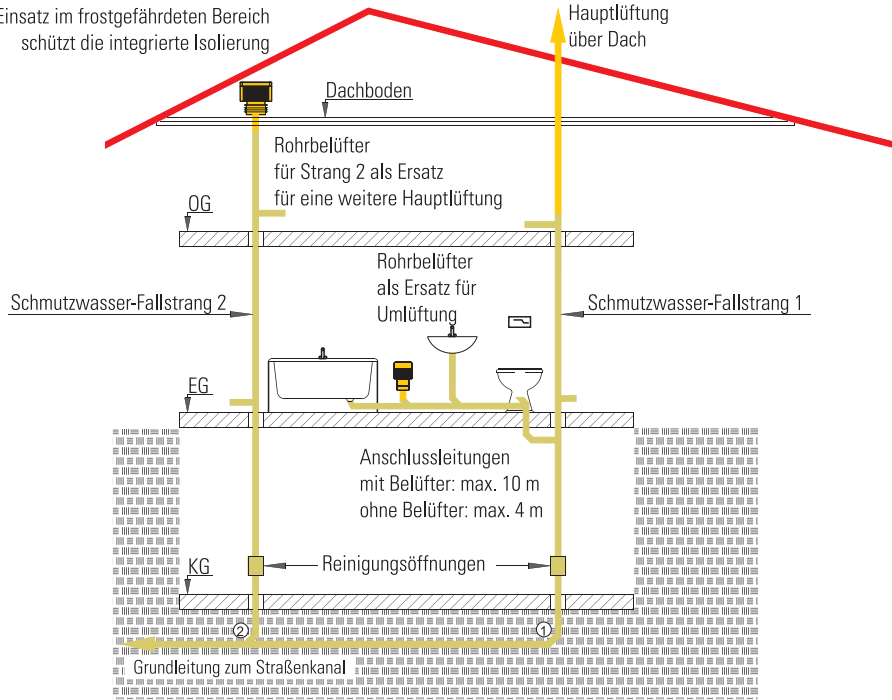 Einsatz im frostgefährdeten Bereich
schützt die integrierte Isolierung
Hauptlüftung
über Dach
Dachboden
Rohrbelüfter
für Strang 2 als Ersatz
für eine weitere Hauptlüftung
OG
Rohrbelüfter
als Ersatz für
Umlüftung
Schmutzwasser-Fallstrang 2
Schmutzwasser-Fallstrang 1
EG
Anschlussleitungen
mit Belüfter: max. 10 m
ohne Belüfter: max. 4 m
KG
Reinigungsöffnungen
2
1
Grundleitung zum Straßenkanal